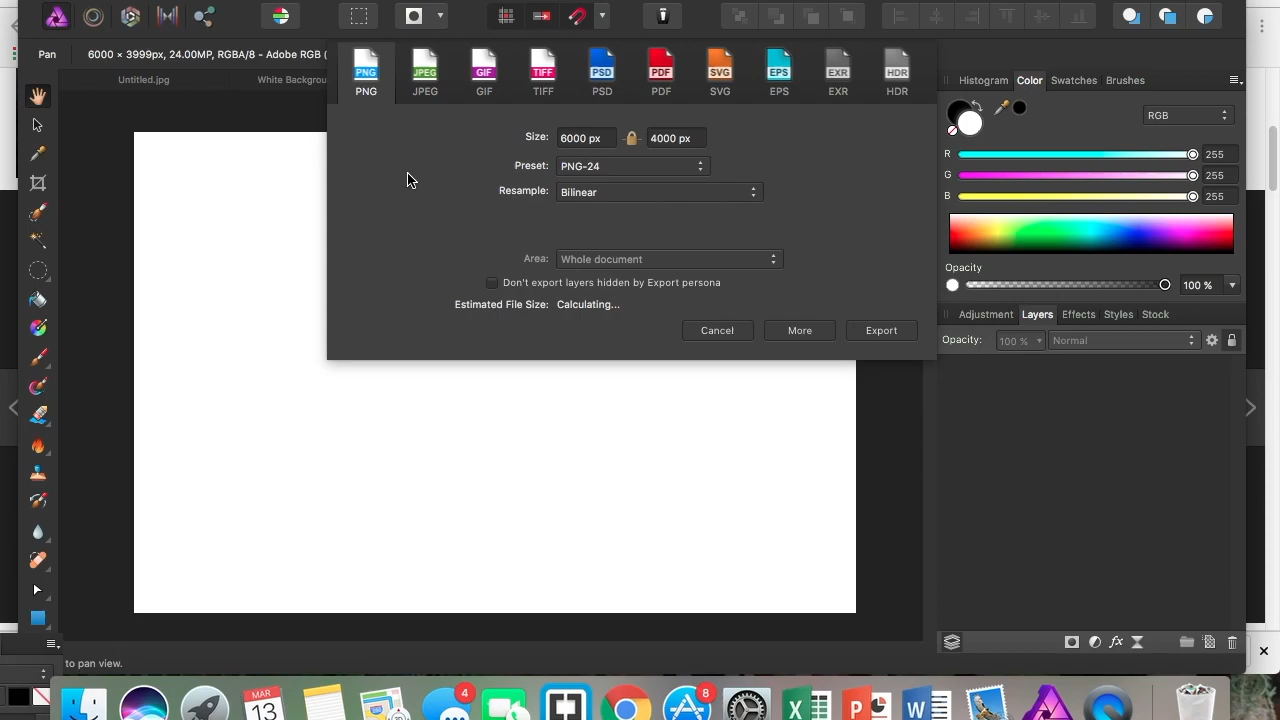 Pan
6000 × 3999px, 24.00MP, RGBA/8 - Adobe RGB (
Untitled.jpg
White Backgrou
PNG
JPEG
GIF
TIFF
PSD
PDF
SVG
EPS
EXR
HDR
PNG
JPEG
GIF
TIFF
PSD
PDF
SVG
EPS
EXR
HDR
Size: 6000 px 4000 px
Preset: PNG-24
Resample: Bilinear
Area: Whole document
Don't export layers hidden by Export persona
Estimated File Size: Calculating...
Cancel
More
Export
Histogram
Color
Swatches
Brushes
RGB
R 255
G 255
B 255
Opacity
100 %
Adjustment
Layers
Effects
Styles
Stock
Opacity: 100 % Normal
fx
to pan view.
MAR
13
4
8
X
P
W